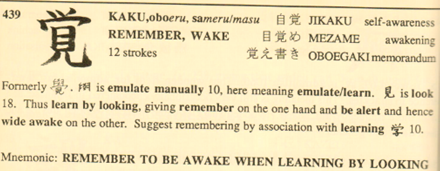 439
覚
KAKU, oboeru, sameru/masu 自覚 JIKAKU self-awareness
REMEMBER, WAKE 目覚め MEZAME awakening
12 strokes 覚え書き OBOEGAKI memorandum
Formerly 覺. is emulate manually 10, here meaning emulate/learn. 見 is look
18. Thus learn by looking, giving remember on the one hand and be alert and hence
wide awake on the other. Suggest remembering by association with learning 学 10.
Mnemonic: REMEMBER TO BE AWAKE WHEN LEARNING BY LOOKING